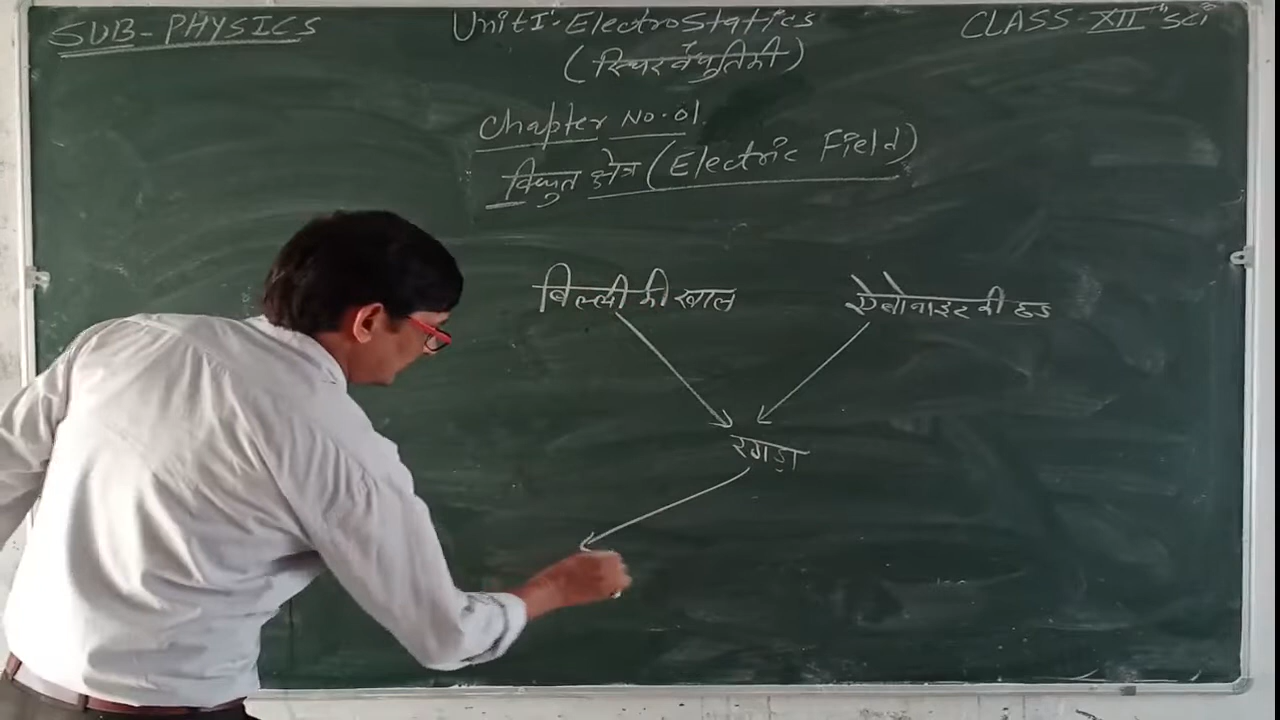 SUB-PHYSICS
Unit I. ElectroStatics
CLASS-XII "sci"
(स्थिरवैधुतिकी)
Chapter No.01.
विधुत क्षेत्र (Electric Field)
बिल्ली की खाल
ऐबोनाइट की छड
रगड़ा